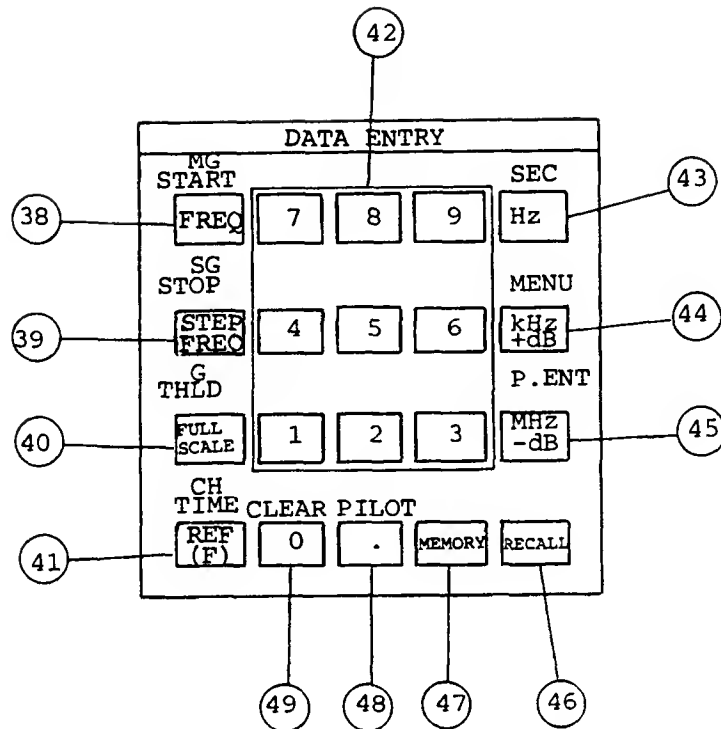 42
DATA ENTRY
MG
START
SEC
38
FREQ
7
8
9
Hz
43
SG
STOP
MENU
39
STEP
FREQ
4
5
6
kHz
+dB
44
G
THLD
P.ENT
40
FULL
SCALE
1
2
3
MHz
-dB
45
CH
TIME
CLEAR
PILOT
41
REF
(F)
0
.
MEMORY
RECALL
49
48
47
46